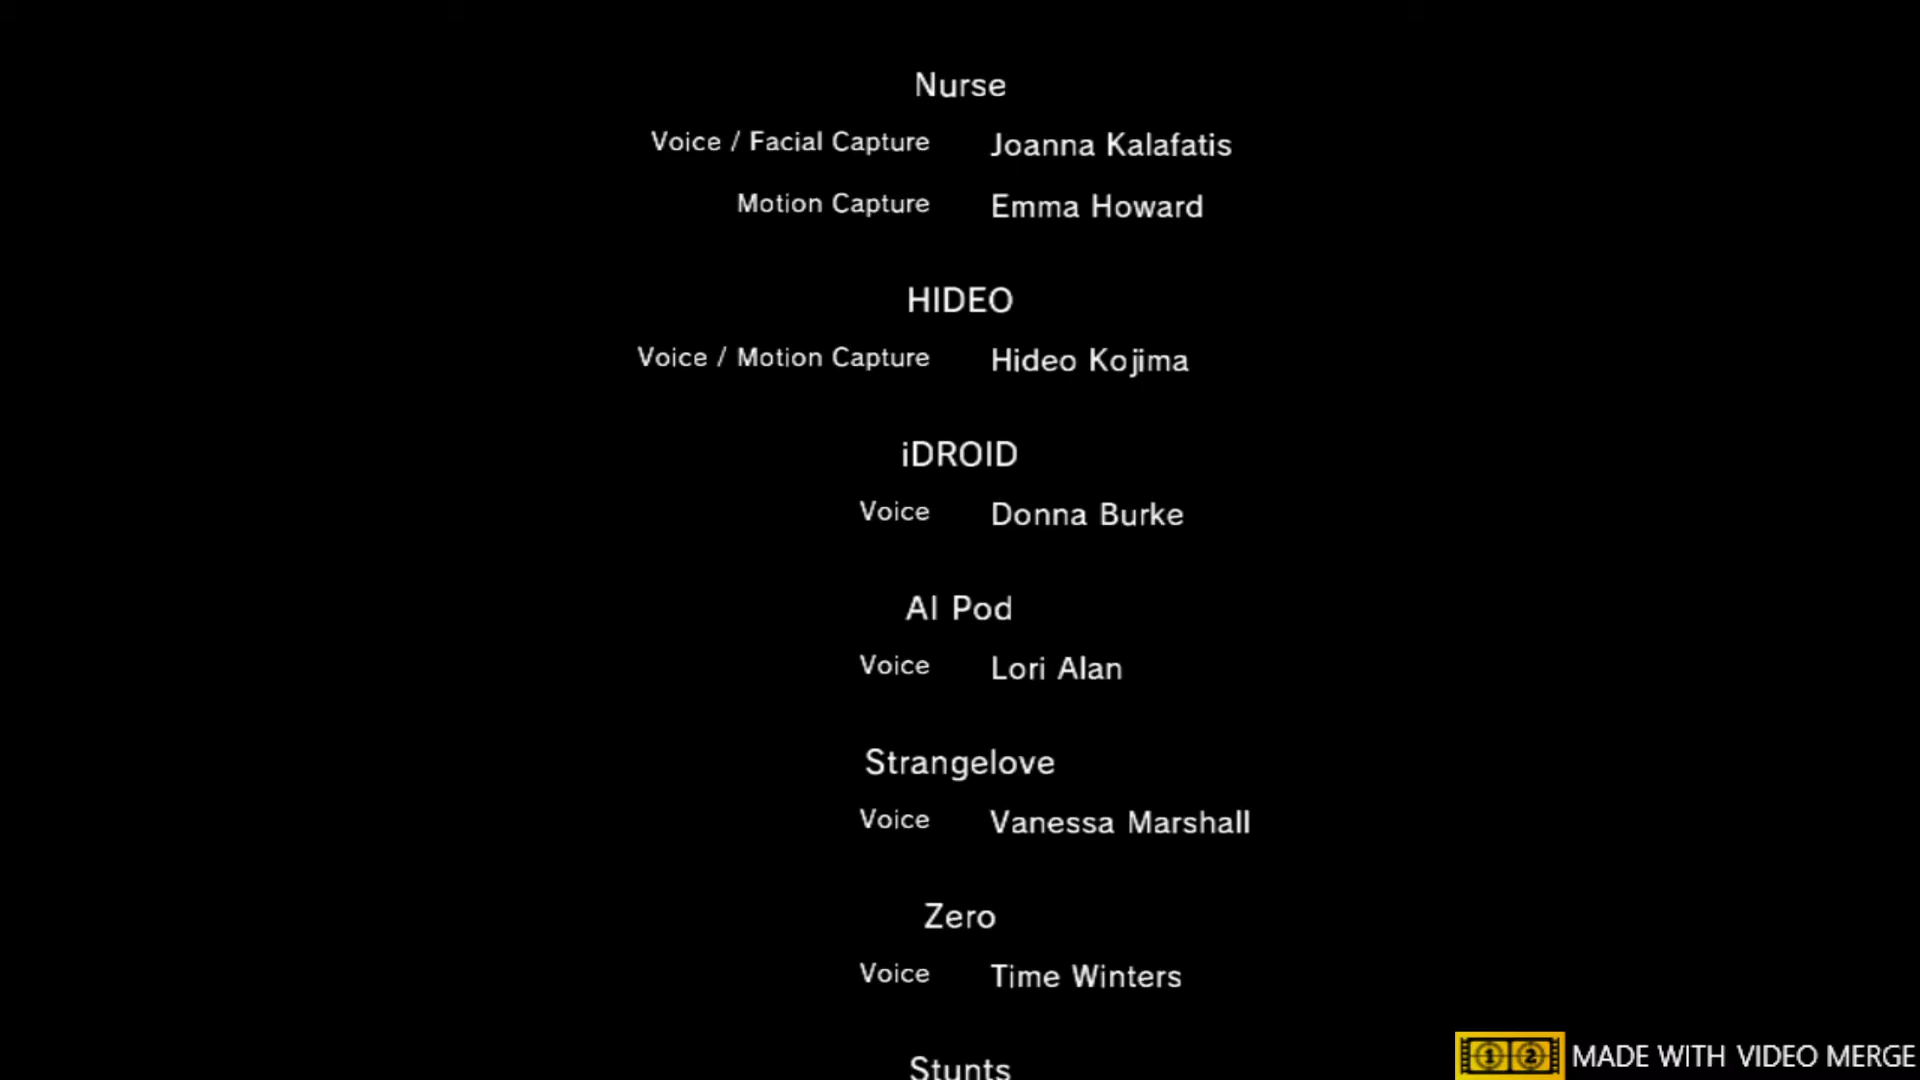 Nurse
Voice / Facial Capture Joanna Kalafatis
Motion Capture Emma Howard
HIDEO
Voice / Motion Capture Hideo Kojima
iDROID
Voice Donna Burke
AI Pod
Voice Lori Alan
Strangelove
Voice Vanessa Marshall
Zero
Voice Time Winters
Stunts
1 2 MADE WITH VIDEO MERGE